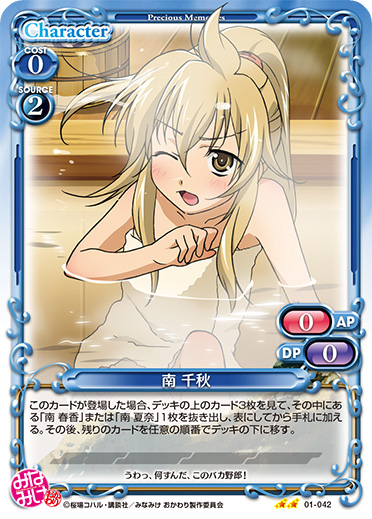 Precious Memories
Character
COST
0
SOURCE
2
0 AP
DP 0
南 千秋
このカードが登場した場合、デッキの上のカード3枚を見て、その中にあ
る「南 春香」または「南 夏奈」1枚を抜き出し、表にしてから手札に加
える。その後、残りのカードを任意の順番でデッキの下に移す。
うわっ、何すんだ、このバカ野郎！
みなみけ
©桜場コハル・講談社／みなみけ おかわり製作委員会
01-042